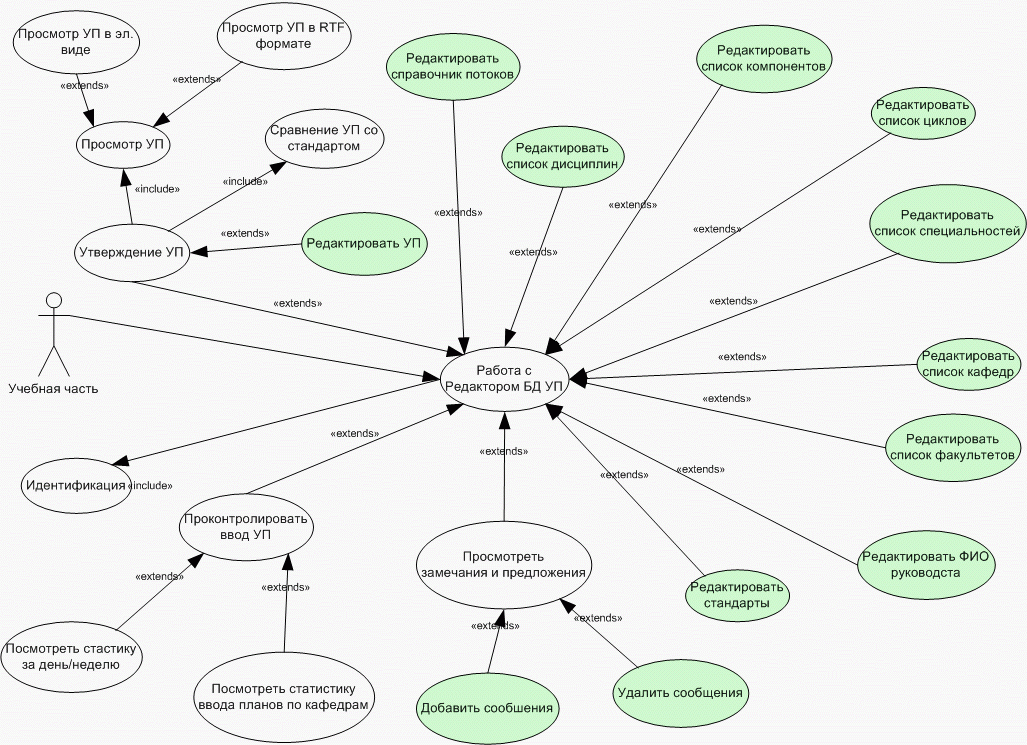 Просмотр УП в эл.
виде
Просмотр УП в RTF
формате
«extends»
«extends»
Просмотр УП
Сравнение УП со
стандартом
«include»
«include»
Утверждение УП
«extends»
Редактировать УП
«extends»
Редактировать
справочник потоков
«extends»
Редактировать
список дисциплин
«extends»
Редактировать
список компонентов
«extends»
Редактировать
список циклов
«extends»
Редактировать
список специальностей
«extends»
Учебная часть
Работа с
Редактором БД УП
«extends»
Редактировать
список кафедр
«extends»
Редактировать
список факультетов
Идентификация
«include»
«extends»
Проконтролировать
ввод УП
«extends»
«extends»
Посмотреть стастику
за день/неделю
Посмотреть статистику
ввода планов по кафедрам
«extends»
Просмотреть
замечания и предложения
«extends»
«extends»
Добавить сообшения
Удалить сообщения
«extends»
Редактировать
стандарты
«extends»
Редактировать ФИО
руководста